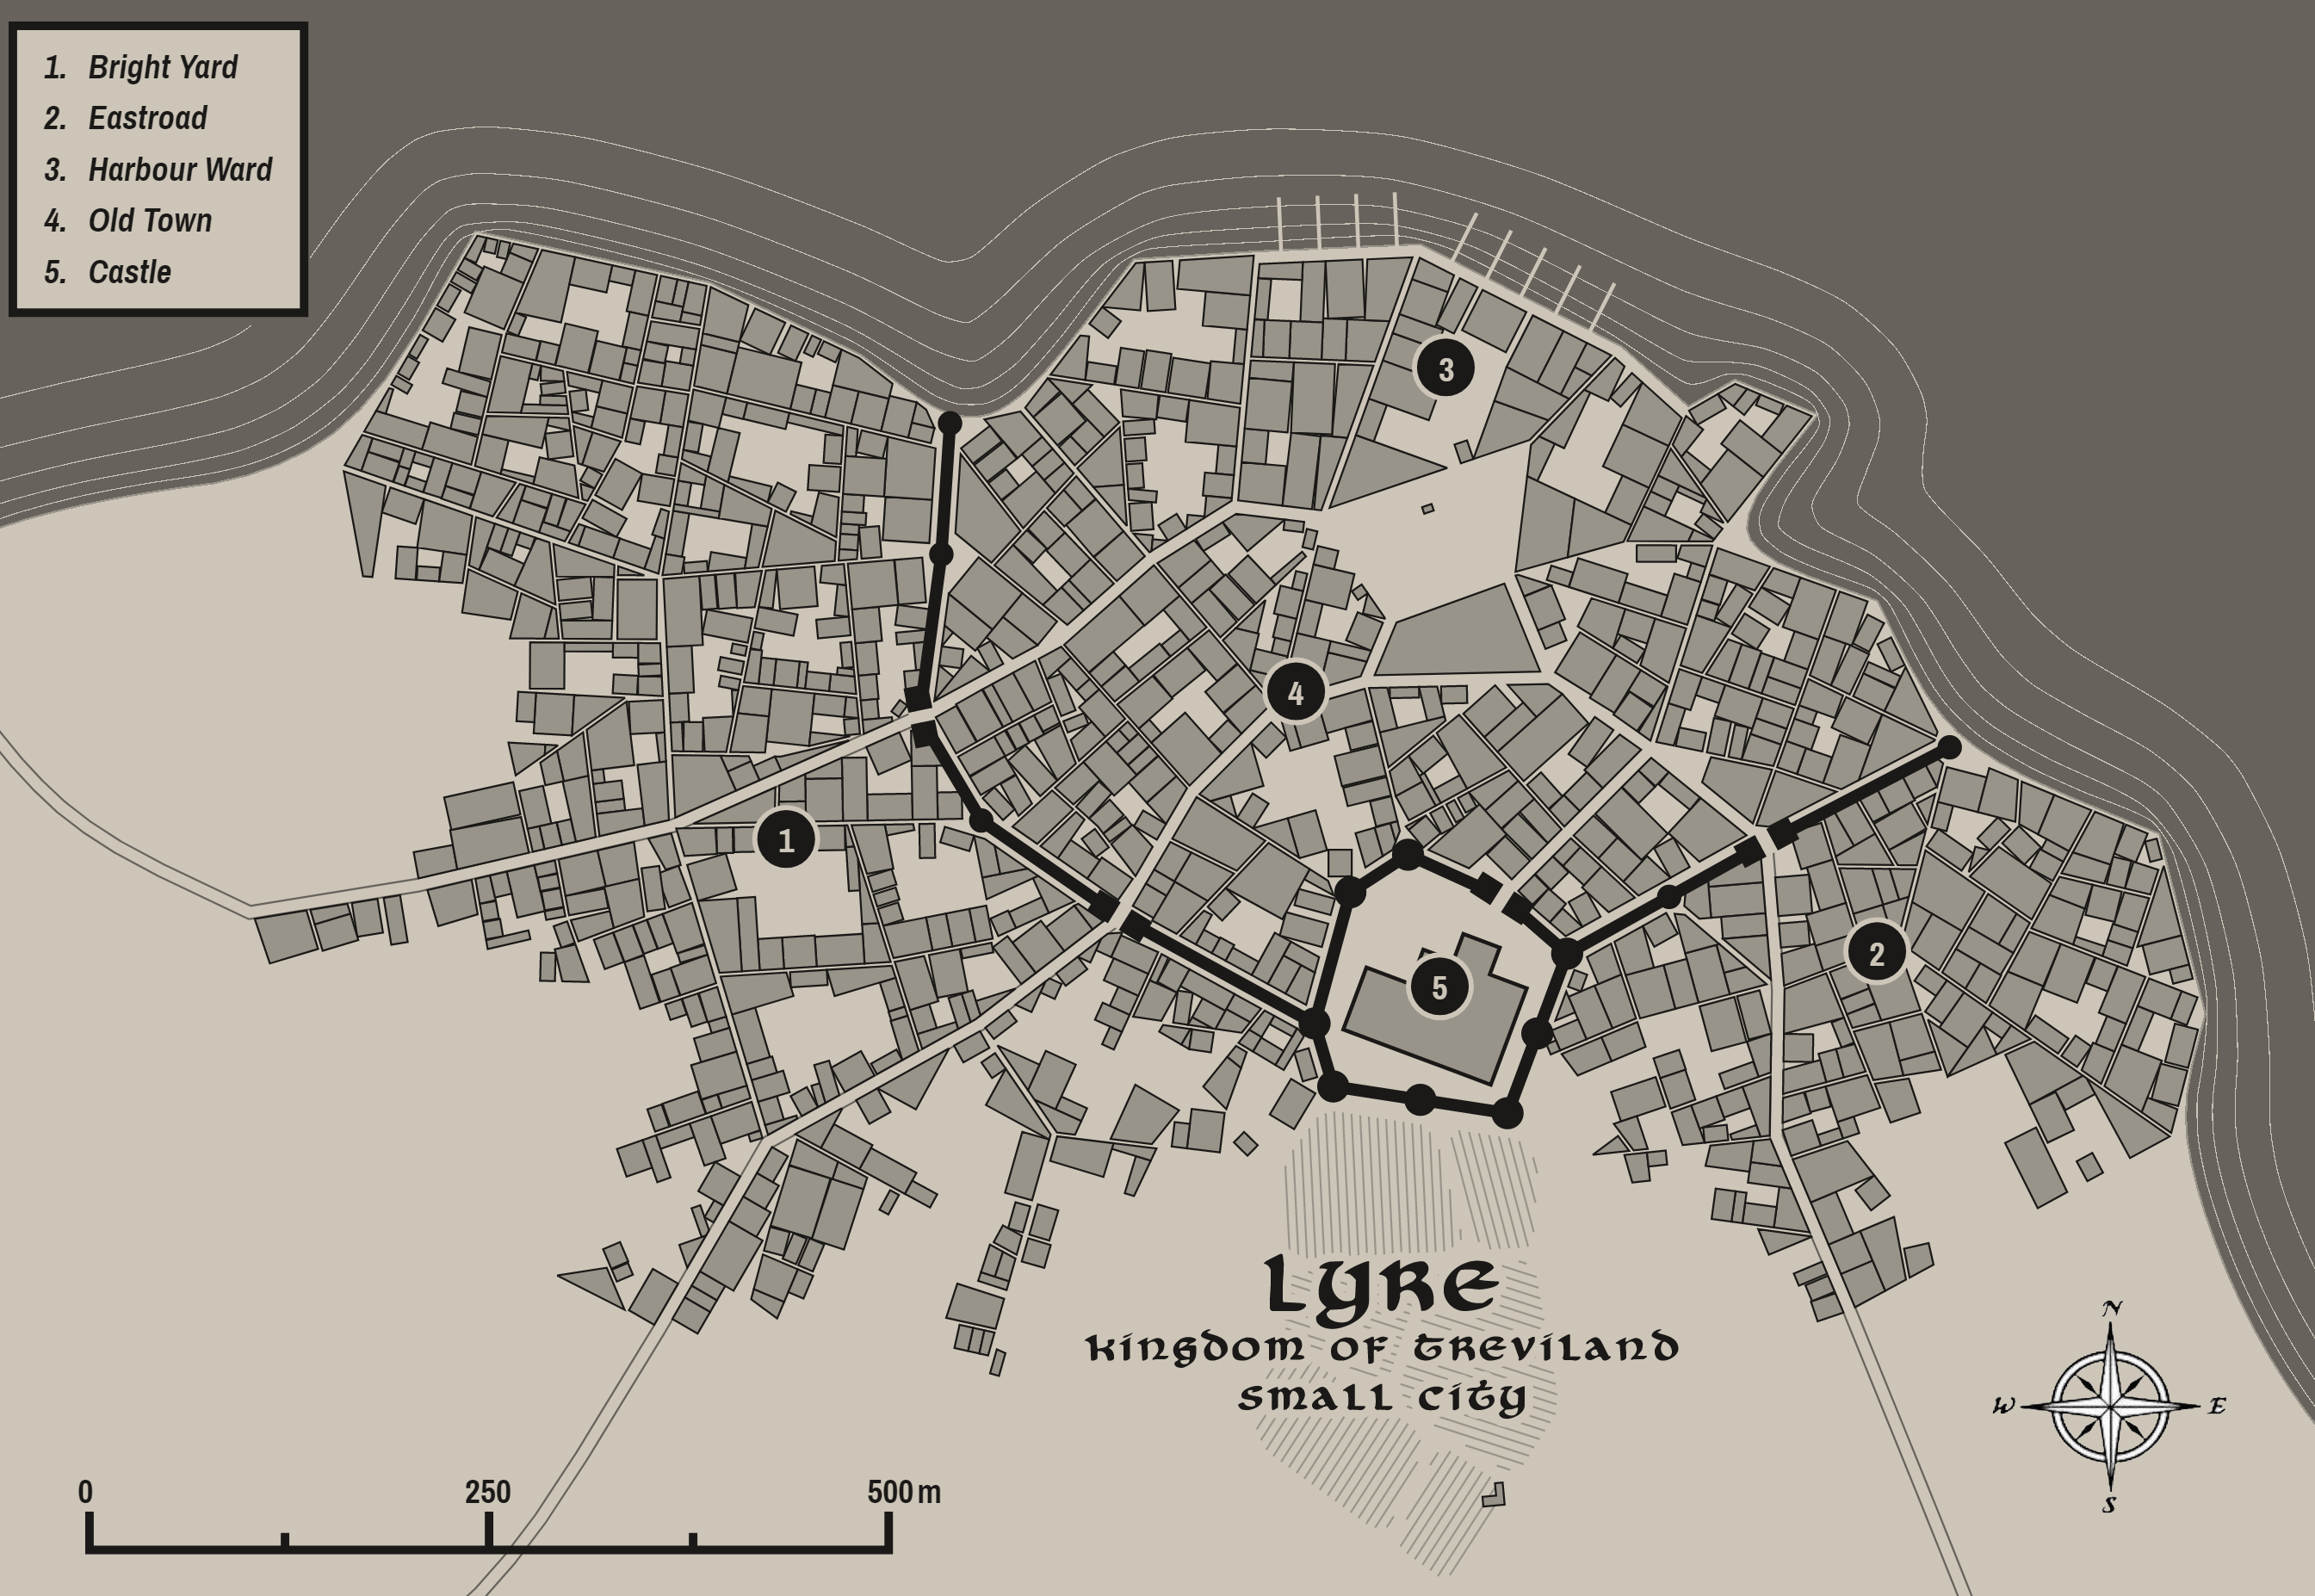 1. Bright Yard
2. Eastroad
3. Harbour Ward
4. Old Town
5. Castle
3
4
1
2
5
Lyre
Kingdom of Treviland
Small City
N
W E
S
0 250 500 m